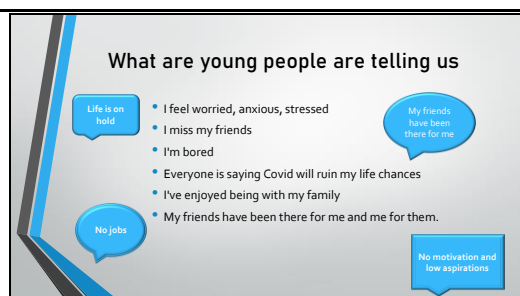 What are young people are telling us
Life is on
hold
• I feel worried, anxious, stressed
• I miss my friends
• I'm bored
• Everyone is saying Covid will ruin my life chances
• I've enjoyed being with my family
• My friends have been there for me and me for them.
My friends
have been
there for me
No jobs
No motivation and
low aspirations